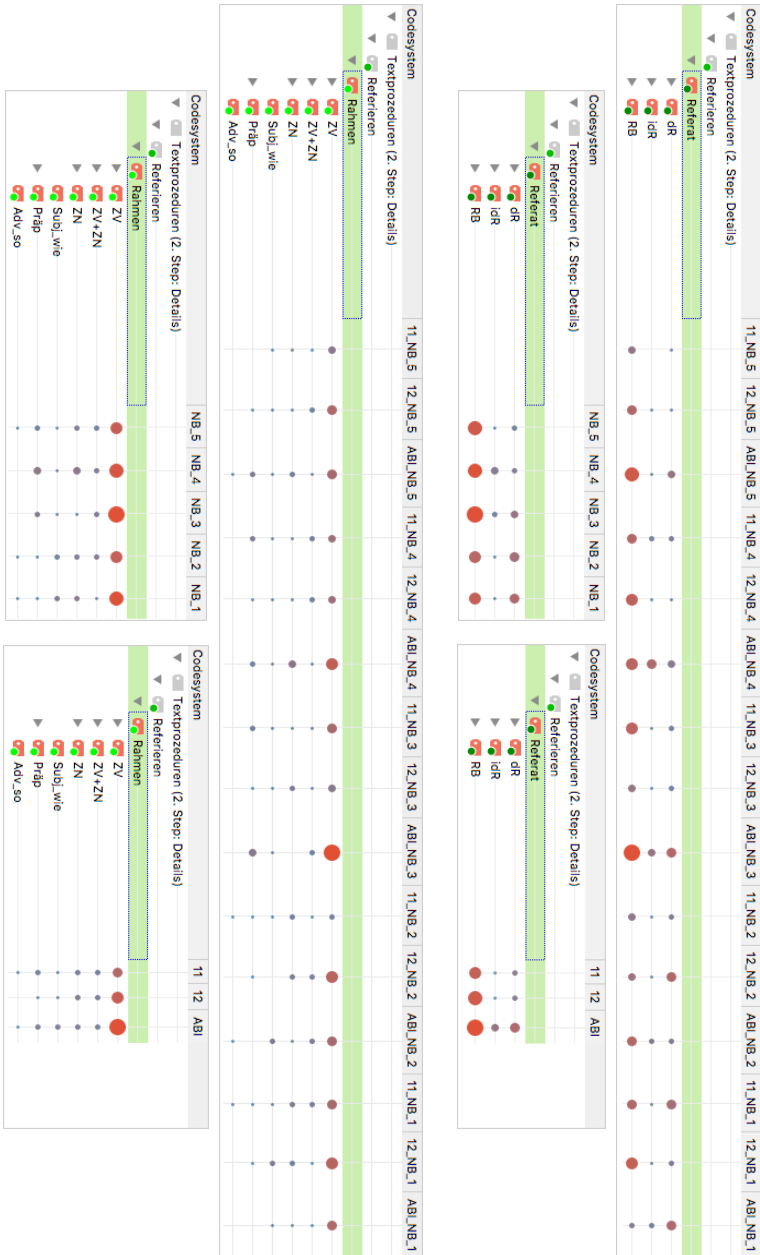 Codesystem 11_NB_5 12_NB_5 ABI_NB_5 11_NB_4 12_NB_4 ABI_NB_4 11_NB_3 12_NB_3 ABI_NB_3 11_NB_2 12_NB_2 ABI_NB_2 11_NB_1 12_NB_1 ABI_NB_1
Textprozeduren (2. Step: Details)
Referieren
Referat
dR
idR
RB
Codesystem NB_5 NB_4 NB_3 NB_2 NB_1
Textprozeduren (2. Step: Details)
Referieren
Referat
dR
idR
RB
Codesystem 11 12 ABI
Textprozeduren (2. Step: Details)
Referieren
Referat
dR
idR
RB
Codesystem 11_NB_5 12_NB_5 ABI_NB_5 11_NB_4 12_NB_4 ABI_NB_4 11_NB_3 12_NB_3 ABI_NB_3 11_NB_2 12_NB_2 ABI_NB_2 11_NB_1 12_NB_1 ABI_NB_1
Textprozeduren (2. Step: Details)
Referieren
Rahmen
ZV
ZV+ZN
ZN
Subj_wie
Präp
Adv_so
Codesystem NB_5 NB_4 NB_3 NB_2 NB_1
Textprozeduren (2. Step: Details)
Referieren
Rahmen
ZV
ZV+ZN
ZN
Subj_wie
Präp
Adv_so
Codesystem 11 12 ABI
Textprozeduren (2. Step: Details)
Referieren
Rahmen
ZV
ZV+ZN
ZN
Subj_wie
Präp
Adv_so